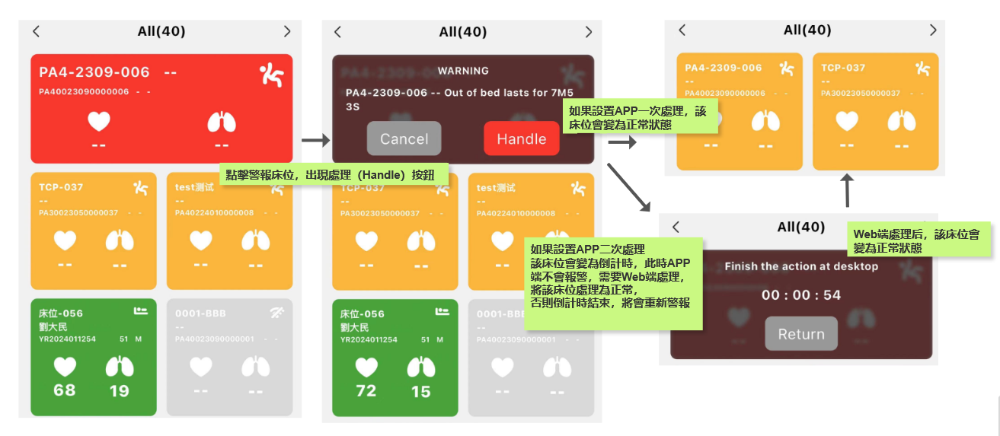 All(40)
PA4-2309-006 --
PA40023090000006 - -
-- --
TCP-037
--
PA30023050000037 - -
-- --
test测试
--
PA40224010000008 - -
-- --
床位-056
劉大民
YR2024011254 51 M
68 19
0001-BBB
--
PA40023090000001 - -
-- --
點擊警報床位，出現處理（Handle）按鈕
All(40)
PA4-2309-006
WARNING
PA4-2309-006 -- Out of bed lasts for 7M5
3S
Cancel
Handle
TCP-037
--
PA30023050000037 - -
-- --
test测试
--
PA40224010000008 - -
床位-056
劉大民
YR2024011254 51 M
72 15
0001-BBB
--
PA40023090000001 - -
-- --
如果設置APP一次處理，該
床位會變為正常狀態
如果設置APP二次處理
該床位會變為倒計時，此時APP
端不會報警，需要Web端處理，
將該床位處理為正常，
否則倒計時結束，將會重新警報
All(40)
PA4-2309-006
--
PA40023090000006 - -
-- --
TCP-037
--
PA30023050000037 - -
-- --
Web端處理后，該床位會
變為正常狀態
All(40)
Finish the action at desktop
00 : 00 : 54
Return